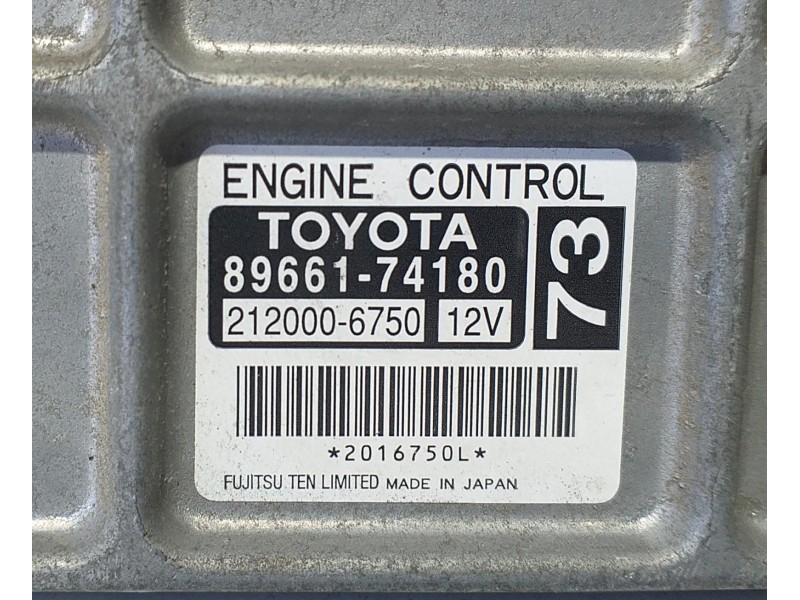 ENGINE CONTROL
TOYOTA
89661-74180
212000-6750 12V
73
*2016750L*
FUJITSU TEN LIMITED MADE IN JAPAN